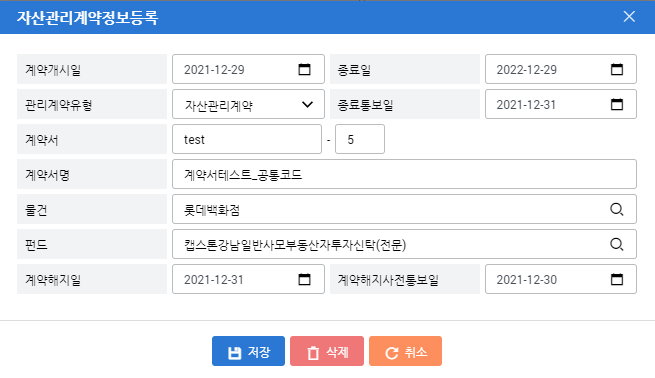 자산관리계약정보등록
계약개시일 2021-12-29 종료일 2022-12-29
관리계약유형 자산관리계약 종료통보일 2021-12-31
계약서 test - 5
계약서명 계약서테스트_공통코드
물건 롯데백화점
펀드 캡스톤강남일반사모부동산자투자신탁(전문)
계약해지일 2021-12-31 계약해지사전통보일 2021-12-30
저장 삭제 취소